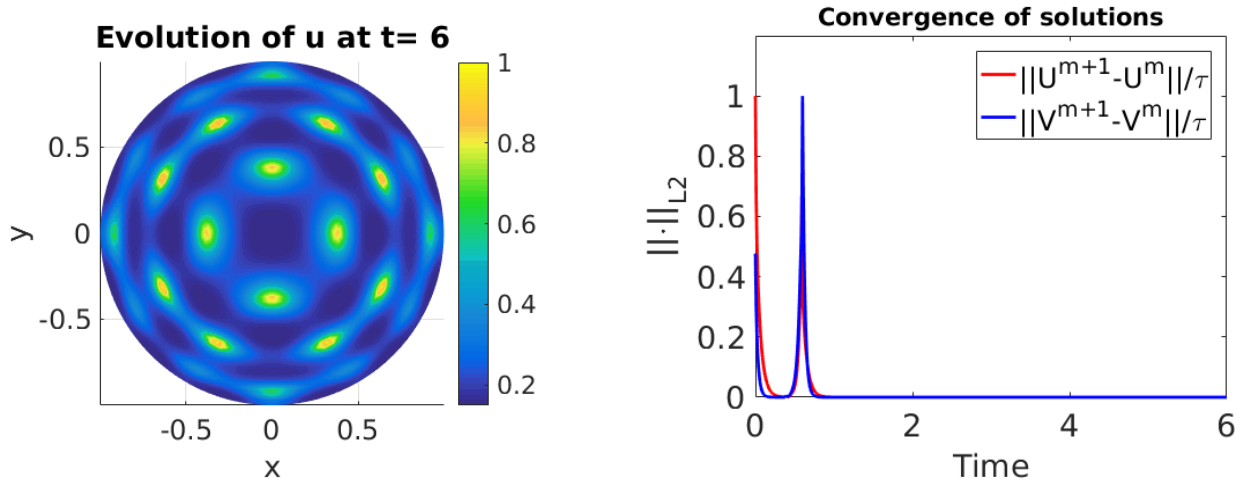 Evolution of u at t= 6
y
0.5
0
-0.5
-0.5
0
0.5
x
1
0.8
0.6
0.4
0.2
Convergence of solutions
||·||L2
1
0.8
0.6
0.4
0.2
0
0
2
4
6
Time
||U^{m+1}-U^m||/τ
||V^{m+1}-V^m||/τ